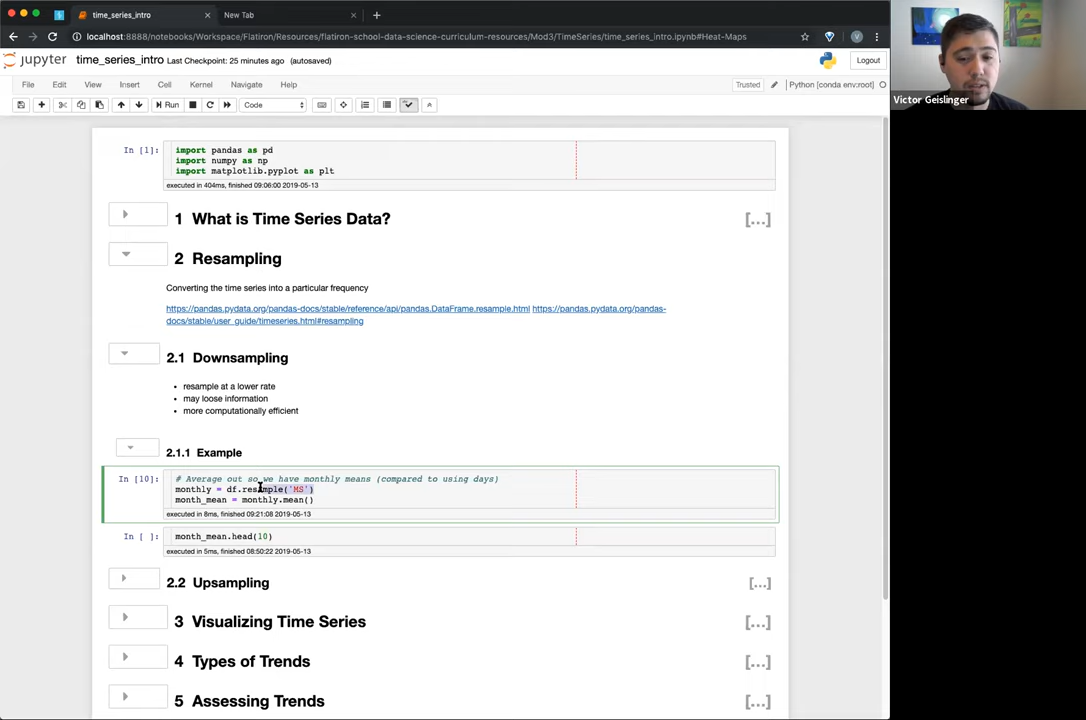 time_series_intro
New Tab
localhost:8888/notebooks/Workspace/Flatiron/Resources/flatiron-school-data-science-curriculum-resources/Mod3/TimeSeries/time_series_intro.ipynb#Heat-Maps
V
jupyter time_series_intro Last Checkpoint: 25 minutes ago (autosaved)
Logout
File Edit View Insert Cell Kernel Navigate Help
Trusted Python [conda env:root]
Run Code
Victor Geislinger
In [1]: import pandas as pd
import numpy as np
import matplotlib.pyplot as plt
executed in 404ms, finished 09:06:00 2019-05-13
1 What is Time Series Data? [...]
2 Resampling
Converting the time series into a particular frequency
https://pandas.pydata.org/pandas-docs/stable/reference/api/pandas.DataFrame.resample.html https://pandas.pydata.org/pandas-
docs/stable/user_guide/timeseries.html#resampling
2.1 Downsampling
• resample at a lower rate
• may loose information
• more computationally efficient
2.1.1 Example
In [10]: # Average out so we have monthly means (compared to using days)
monthly = df.resample('MS')
month_mean = monthly.mean()
executed in 8ms, finished 09:21:08 2019-05-13
In [ ]: month_mean.head(10)
executed in 5ms, finished 08:50:22 2019-05-13
2.2 Upsampling [...]
3 Visualizing Time Series [...]
4 Types of Trends [...]
5 Assessing Trends [...]